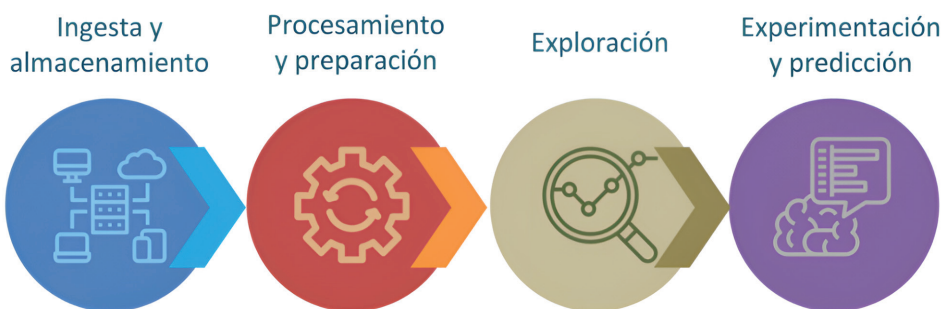 Ingesta y
almacenamiento
Procesamiento
y preparación
Exploración
Experimentación
y predicción